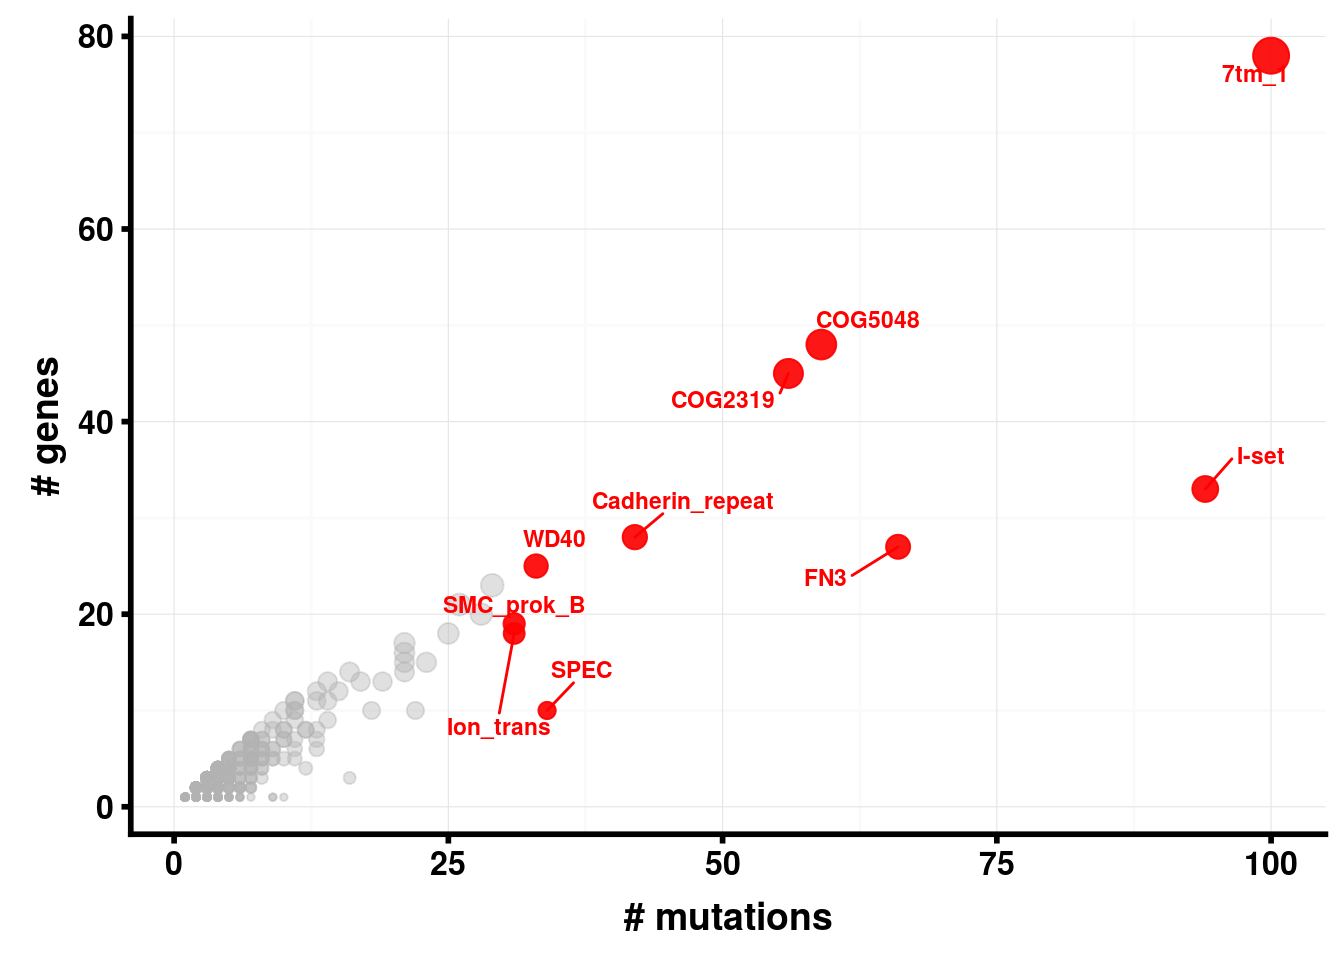 80
7tm_1
60
COG5048
COG2319
40
I-set
Cadherin_repeat
WD40
FN3
SMC_prok_B
20
SPEC
Ion_trans
0
0 25 50 75 100
# mutations
# genes